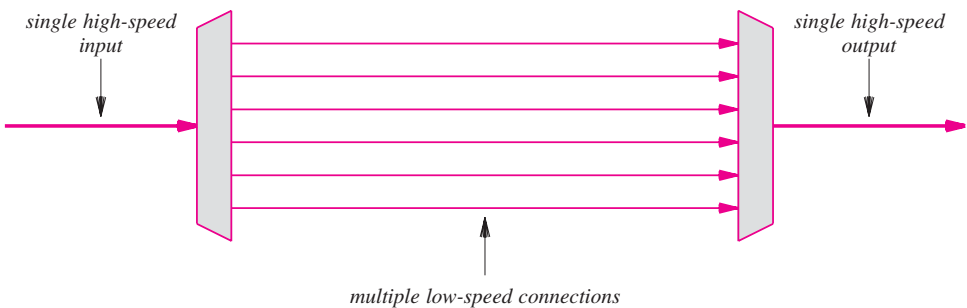 single high-speed
input
single high-speed
output
multiple low-speed connections